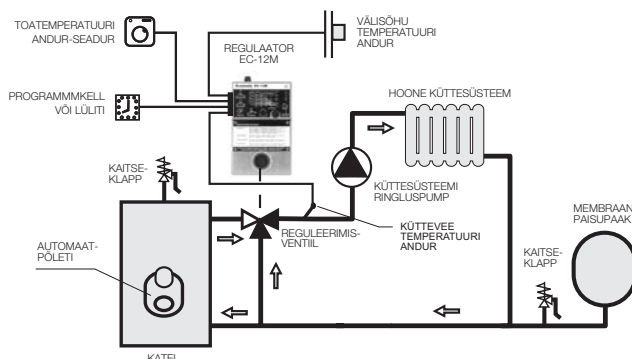 TOATEMPERATUURI
ANDUR-SEADUR
REGULAATOR
EC-12M
VÄLISÕHU
TEMPERATUURI
ANDUR
PROGRAMMKELL
VÕI LÜLITI
HOONE KÜTTESÜSTEEM
KAITSE-
KLAPP
KÜTTESÜSTEEMI
RINGLUSPUMP
REGULEERIMIS-
VENTIIL
KÜTTEVEE
TEMPERATUURI
ANDUR
MEMBRAAN
PAISUPAAK
KAITSE-
KLAPP
AUTOMAAT-
PÕLETI
KATEL